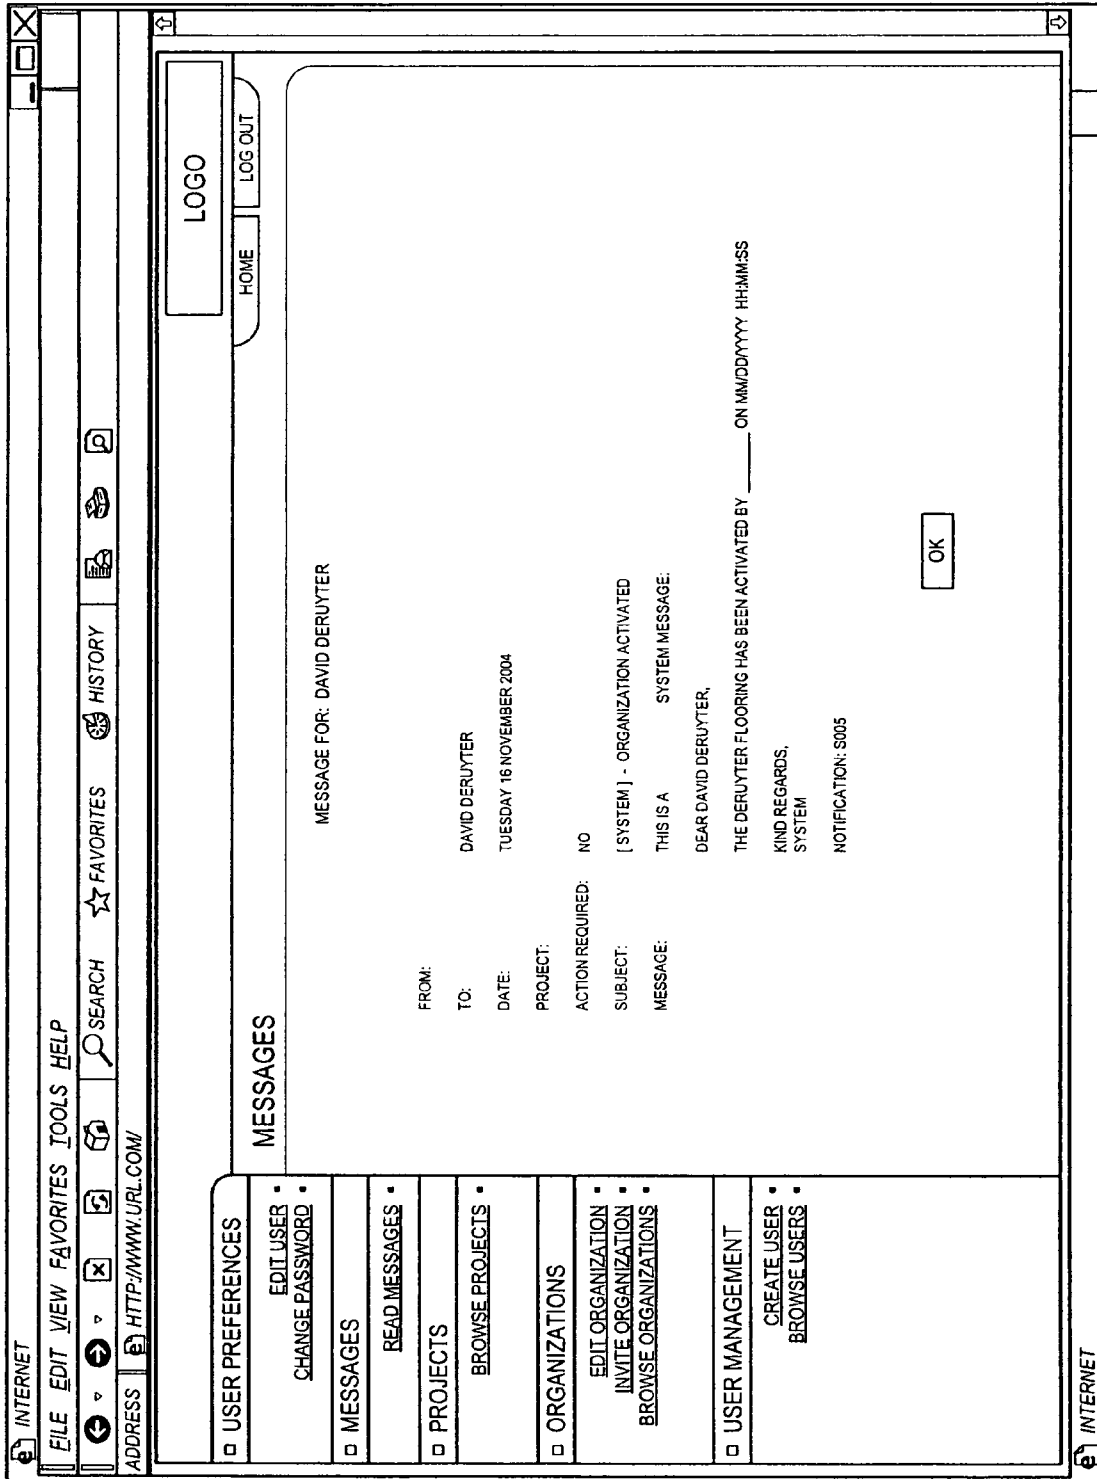 INTERNET
FILE EDIT VIEW FAVORITES TOOLS HELP
SEARCH FAVORITES HISTORY
ADDRESS HTTP://WWW.URL.COM/
LOGO
HOME LOG OUT
USER PREFERENCES
EDIT USER
CHANGE PASSWORD
MESSAGES
READ MESSAGES
PROJECTS
BROWSE PROJECTS
ORGANIZATIONS
EDIT ORGANIZATION
INVITE ORGANIZATION
BROWSE ORGANIZATIONS
USER MANAGEMENT
CREATE USER
BROWSE USERS
MESSAGES
MESSAGE FOR: DAVID DERUYTER
FROM:
TO: DAVID DERUYTER
DATE: TUESDAY 16 NOVEMBER 2004
PROJECT:
ACTION REQUIRED: NO
SUBJECT: [ SYSTEM ] - ORGANIZATION ACTIVATED
MESSAGE: THIS IS A SYSTEM MESSAGE:
DEAR DAVID DERUYTER,
THE DERUYTER FLOORING HAS BEEN ACTIVATED BY ______ ON MM/DD/YYYY HH:MM:SS
KIND REGARDS,
SYSTEM
NOTIFICATION: S005
OK
INTERNET